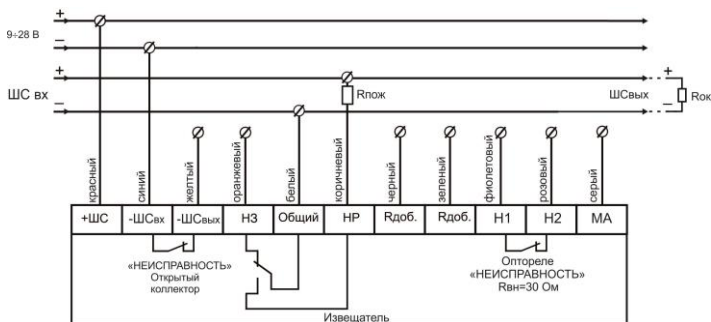 +
9÷28 В
−
+
ШС вх
−
Rпож
ШСвых
+
−
Rок
красный
синий
желтый
оранжевый
белый
коричневый
черный
зеленый
фиолетовый
розовый
серый
+ШС
-ШСвх
-ШСвых
НЗ
Общий
НР
Rдоб.
Rдоб.
Н1
Н2
МА
«НЕИСПРАВНОСТЬ»
Открытый
коллектор
Оптореле
«НЕИСПРАВНОСТЬ»
Rвн=30 Ом
Извещатель